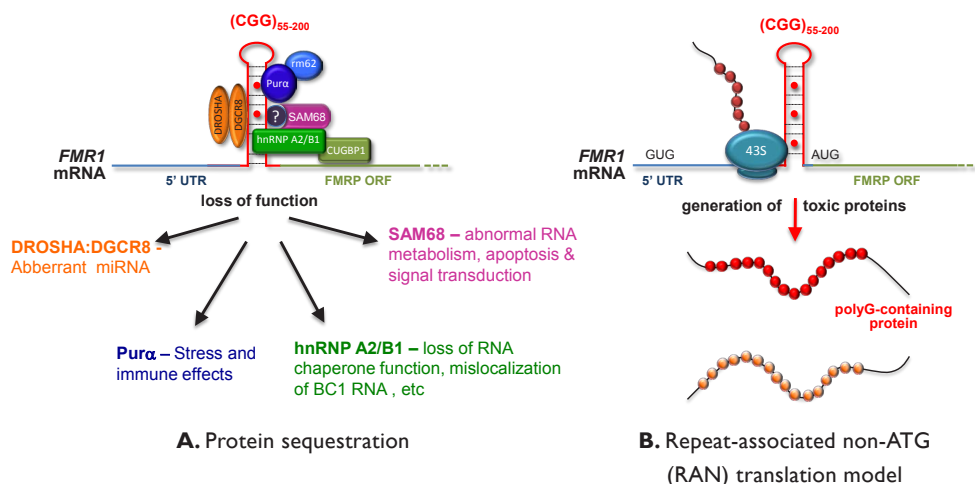 (CGG)55-200
rm62
Purα
DROSHA
DGCR8
?
SAM68
hnRNP A2/B1
CUGBP1
FMR1
mRNA
5' UTR
FMRP ORF
loss of function
DROSHA:DGCR8 -
Abberrant miRNA
SAM68 – abnormal RNA
metabolism, apoptosis &
signal transduction
Purα – Stress and
immune effects
hnRNP A2/B1 – loss of RNA
chaperone function, mislocalization
of BC1 RNA , etc
A. Protein sequestration
(CGG)55-200
43S
FMR1
mRNA
GUG
AUG
5' UTR
FMRP ORF
generation of toxic proteins
polyG-containing
protein
B. Repeat-associated non-ATG
(RAN) translation model